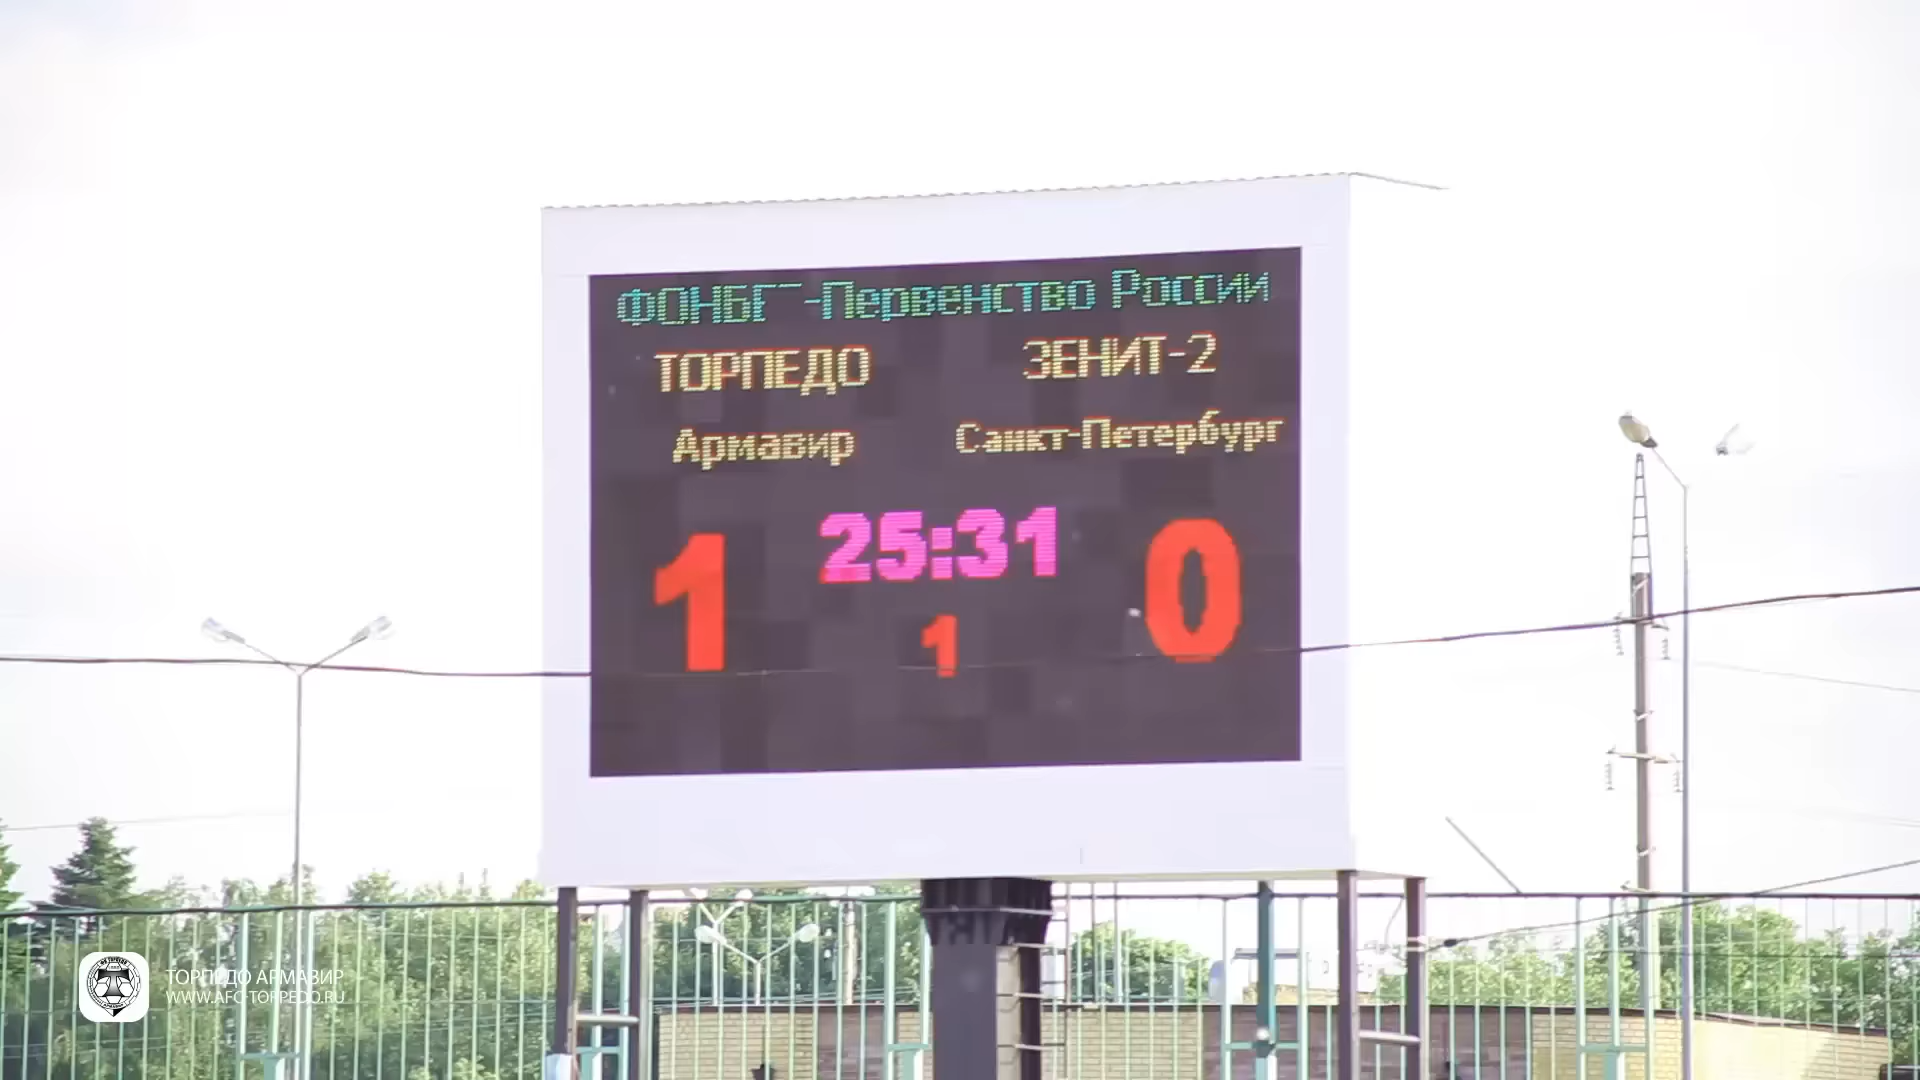 -Первенство России
ТОРПЕДО ЗЕНИТ-2
Армавир Санкт-Петербург
25:31
1 0
1
ТОРПЕДО АРМАВИР
WWW.AFC-TORPEDO.RU